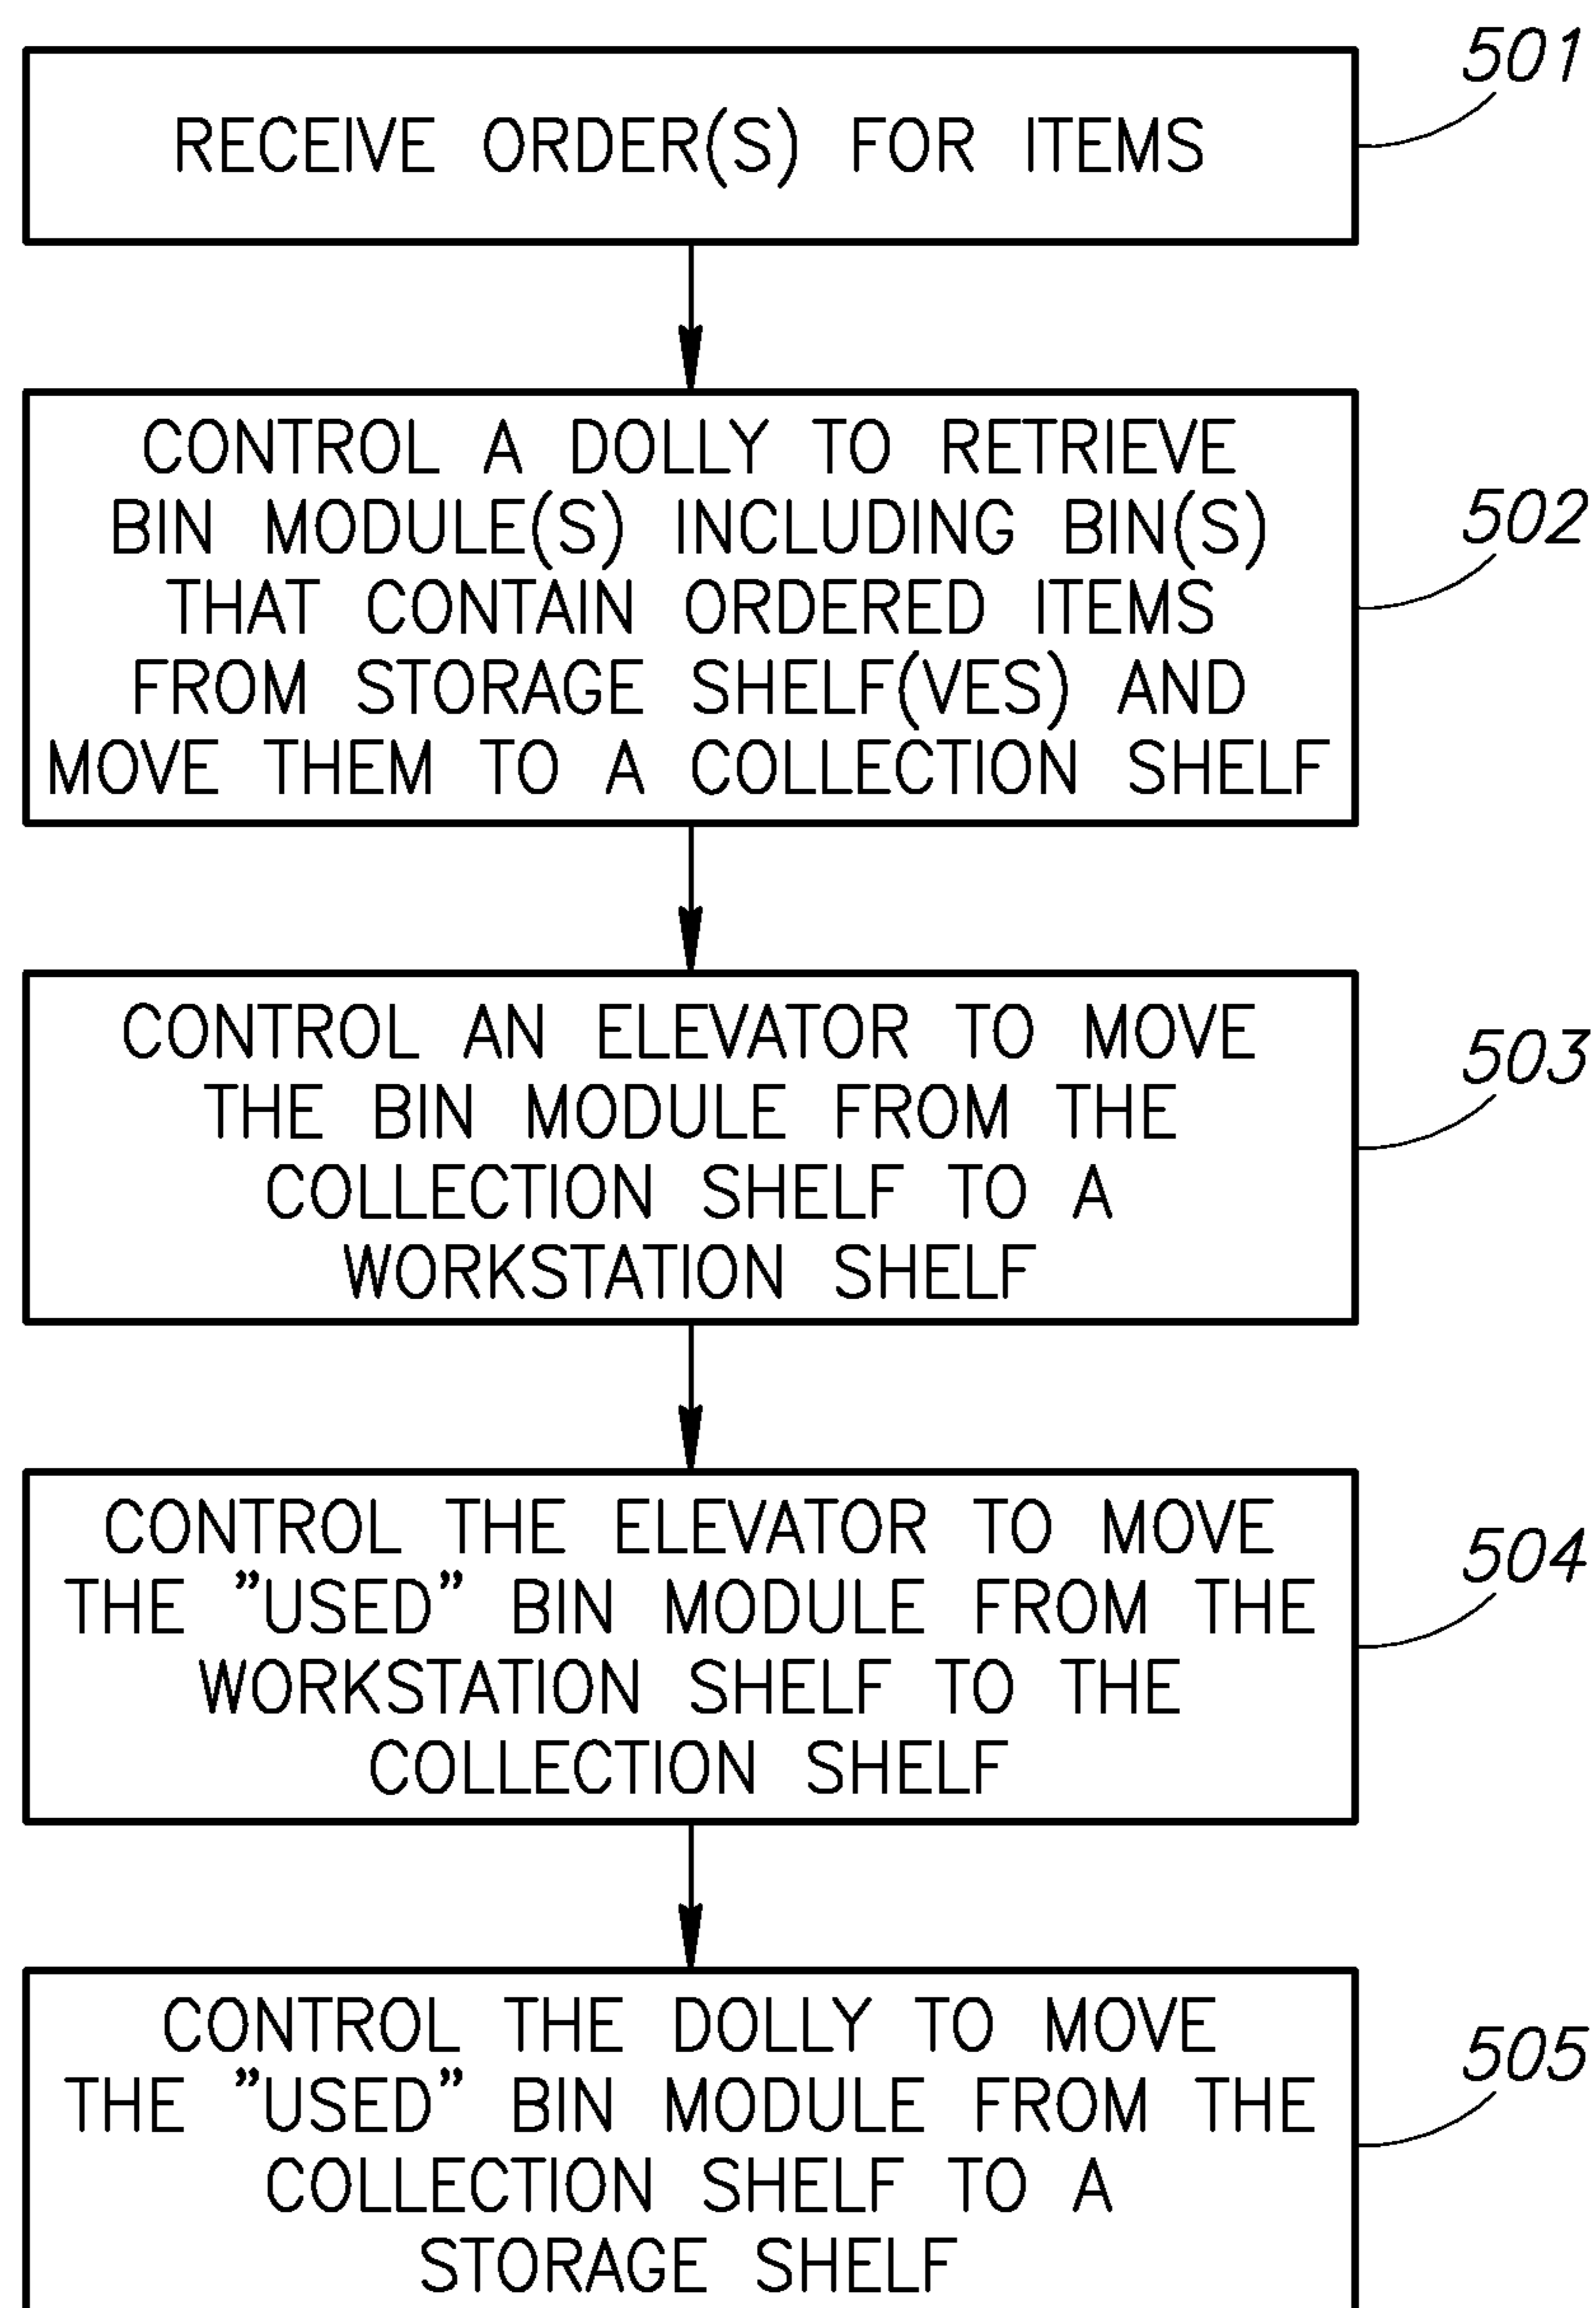 501
RECEIVE ORDER(S) FOR ITEMS
502
CONTROL A DOLLY TO RETRIEVE
BIN MODULE(S) INCLUDING BIN(S)
THAT CONTAIN ORDERED ITEMS
FROM STORAGE SHELF(VES) AND
MOVE THEM TO A COLLECTION SHELF
503
CONTROL AN ELEVATOR TO MOVE
THE BIN MODULE FROM THE
COLLECTION SHELF TO A
WORKSTATION SHELF
504
CONTROL THE ELEVATOR TO MOVE
THE ”USED” BIN MODULE FROM THE
WORKSTATION SHELF TO THE
COLLECTION SHELF
505
CONTROL THE DOLLY TO MOVE
THE ”USED” BIN MODULE FROM THE
COLLECTION SHELF TO A
STORAGE SHELF